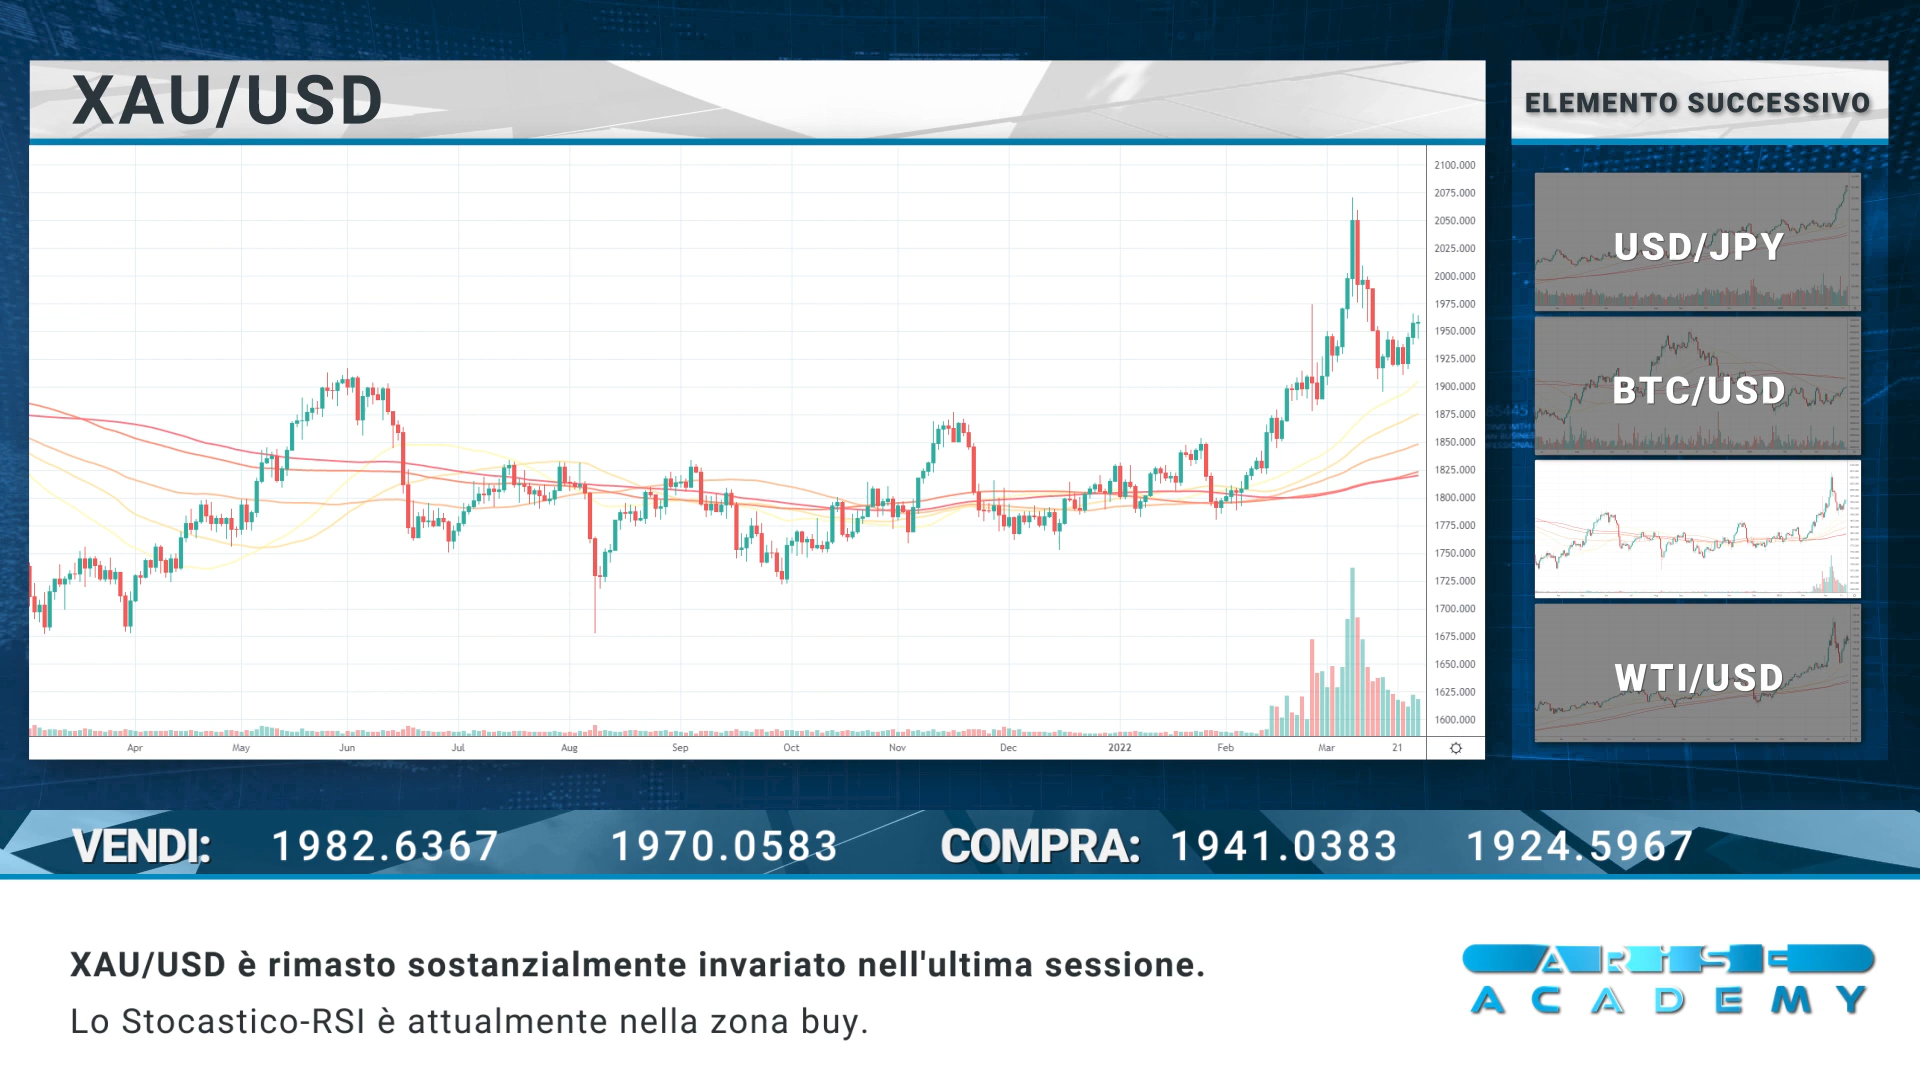 XAU/USD
ELEMENTO SUCCESSIVO
2100.000
2075.000
2050.000
2025.000
2000.000
1975.000
1950.000
1925.000
1900.000
1875.000
1850.000
1825.000
1800.000
1775.000
1750.000
1725.000
1700.000
1675.000
1650.000
1625.000
1600.000
Apr May Jun Jul Aug Sep Oct Nov Dec 2022 Feb Mar 21
USD/JPY
BTC/USD
WTI/USD
VENDI: 1982.6367 1970.0583 COMPRA: 1941.0383 1924.5967
XAU/USD è rimasto sostanzialmente invariato nell'ultima sessione.
Lo Stocastico-RSI è attualmente nella zona buy.
ARISE
ACADEMY